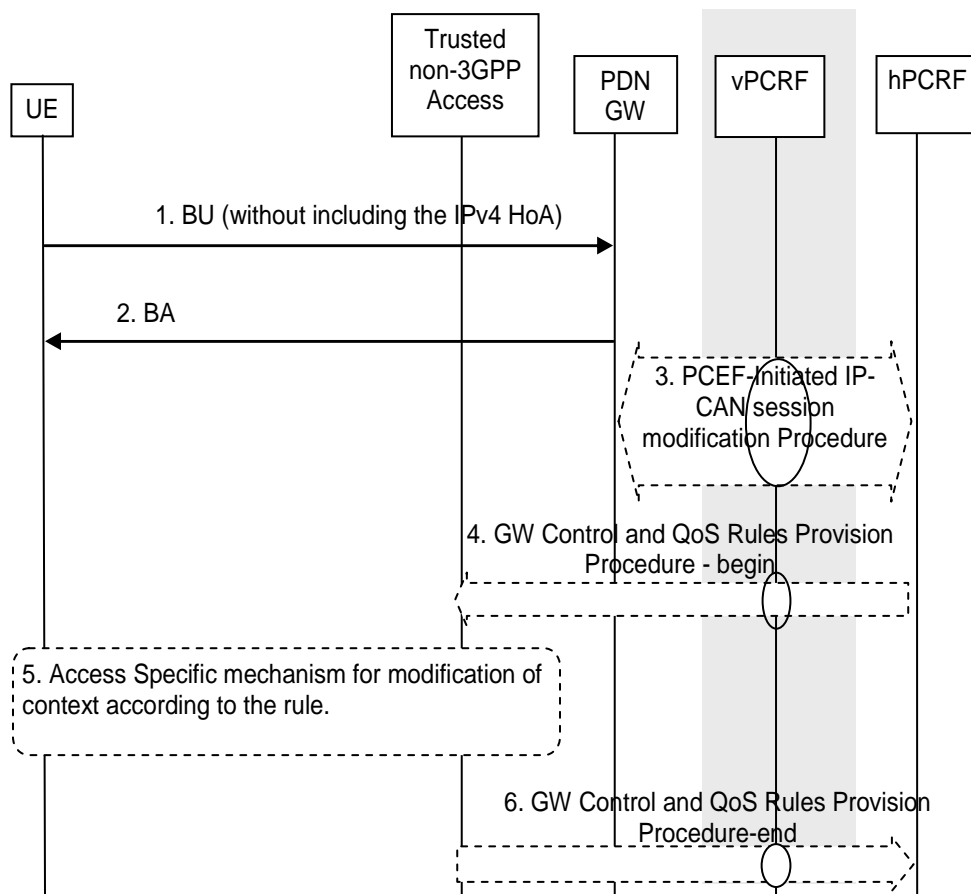 Trusted
non-3GPP
Access
UE
PDN
GW
vPCRF
hPCRF
1. BU (without including the IPv4 HoA)
2. BA
3. PCEF-Initiated IP-
CAN session
modification Procedure
4. GW Control and QoS Rules Provision
Procedure - begin
5. Access Specific mechanism for modification of
context according to the rule.
6. GW Control and QoS Rules Provision
Procedure-end